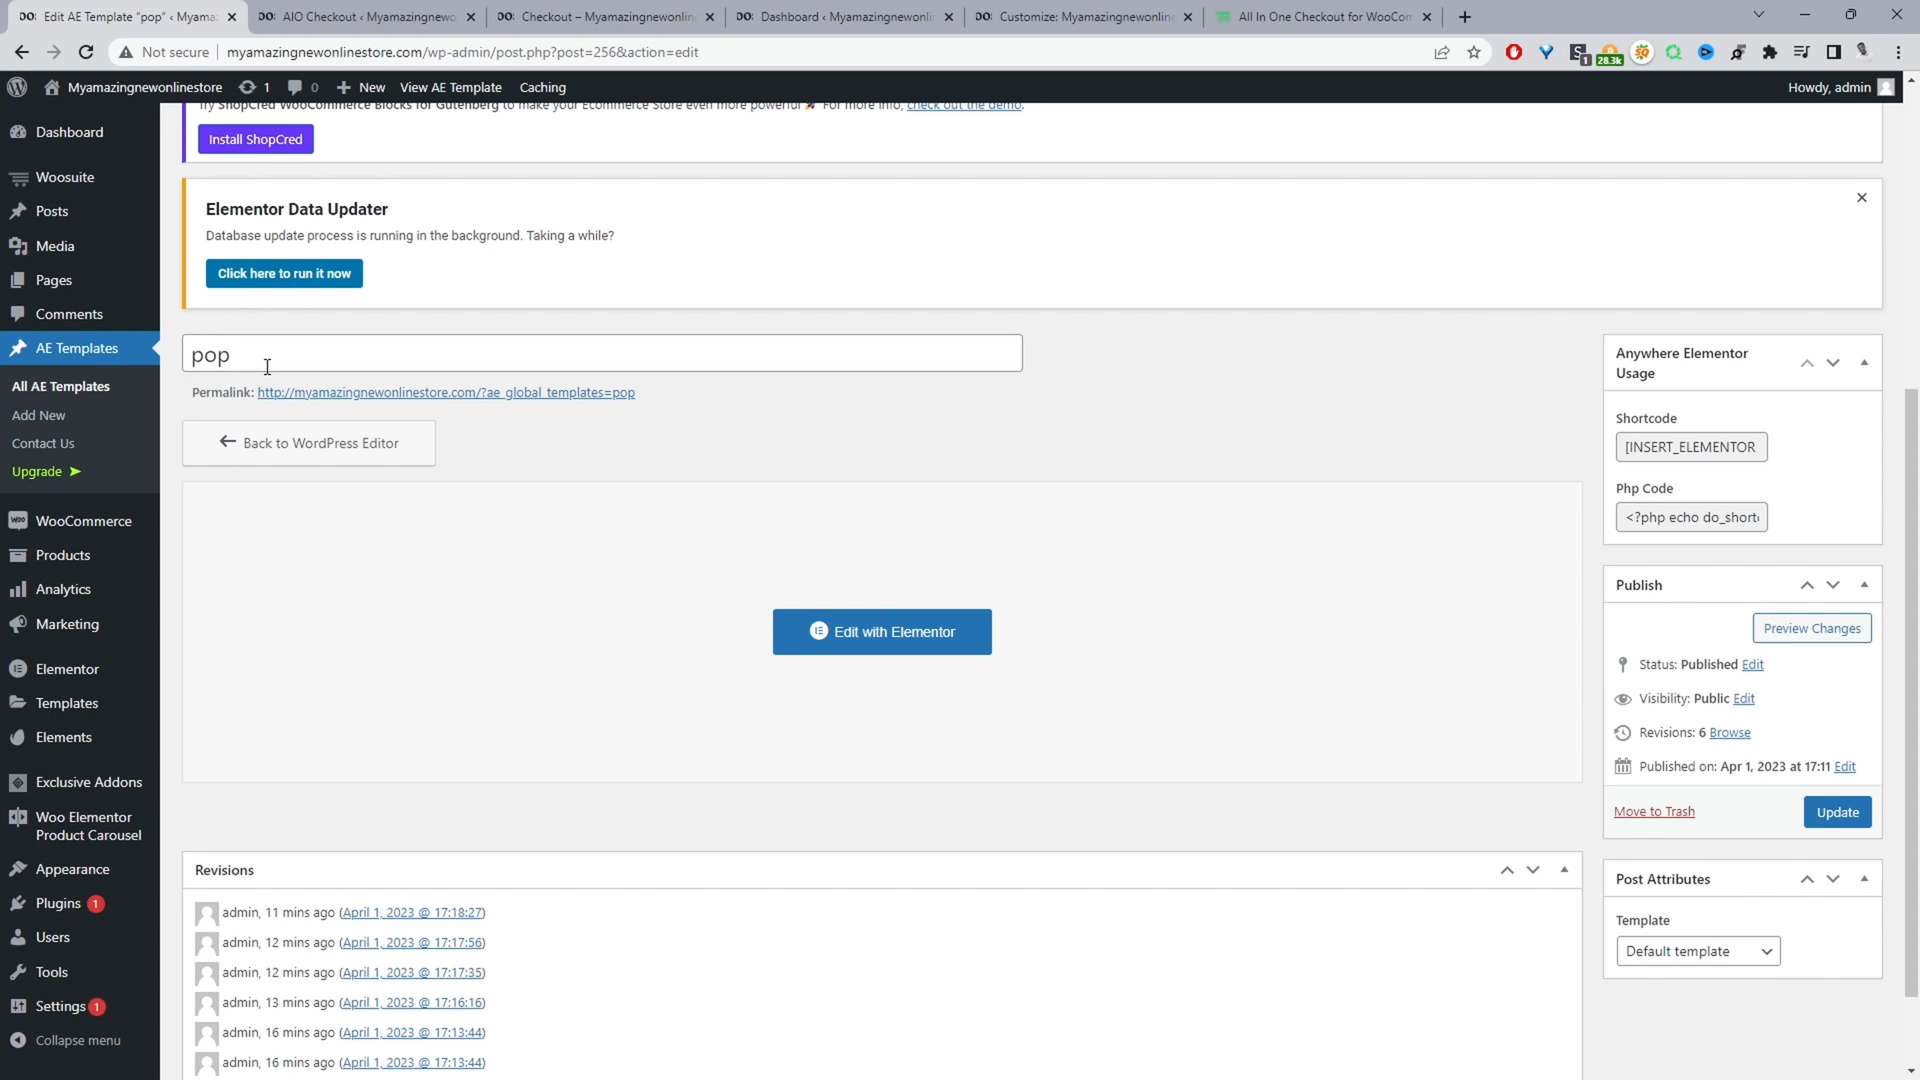 Edit AE Template "pop" ‹ Myama
AIO Checkout ‹ Myamazingnewo
Checkout – Myamazingnewonlin
Dashboard ‹ Myamazingnewonli
Customize: Myamazingnewonlin
All In One Checkout for WooCom
Not secure
myamazingnewonlinestore.com/wp-admin/post.php?post=256&action=edit
1
28.3k
Myamazingnewonlinestore
1
0
New
View AE Template
Caching
Howdy, admin
Dashboard
Woosuite
Posts
Media
Pages
Comments
AE Templates
All AE Templates
Add New
Contact Us
Upgrade ➤
WooCommerce
Products
Analytics
Marketing
Elementor
Templates
Elements
Exclusive Addons
Woo Elementor
Product Carousel
Appearance
Plugins 1
Users
Tools
Settings 1
Collapse menu
Try ShopCred WooCommerce Blocks for Gutenberg to make your Ecommerce Store even more powerful 🚀 For more info, check out the demo.
Install ShopCred
Elementor Data Updater
Database update process is running in the background. Taking a while?
Click here to run it now
pop
Permalink: http://myamazingnewonlinestore.com/?ae_global_templates=pop
← Back to WordPress Editor
Edit with Elementor
Revisions
admin, 11 mins ago (April 1, 2023 @ 17:18:27)
admin, 12 mins ago (April 1, 2023 @ 17:17:56)
admin, 12 mins ago (April 1, 2023 @ 17:17:35)
admin, 13 mins ago (April 1, 2023 @ 17:16:16)
admin, 16 mins ago (April 1, 2023 @ 17:13:44)
admin, 16 mins ago (April 1, 2023 @ 17:13:44)
Anywhere Elementor
Usage
Shortcode
[INSERT_ELEMENTOR
Php Code
<?php echo do_short
Publish
Preview Changes
Status: Published Edit
Visibility: Public Edit
Revisions: 6 Browse
Published on: Apr 1, 2023 at 17:11 Edit
Move to Trash
Update
Post Attributes
Template
Default template